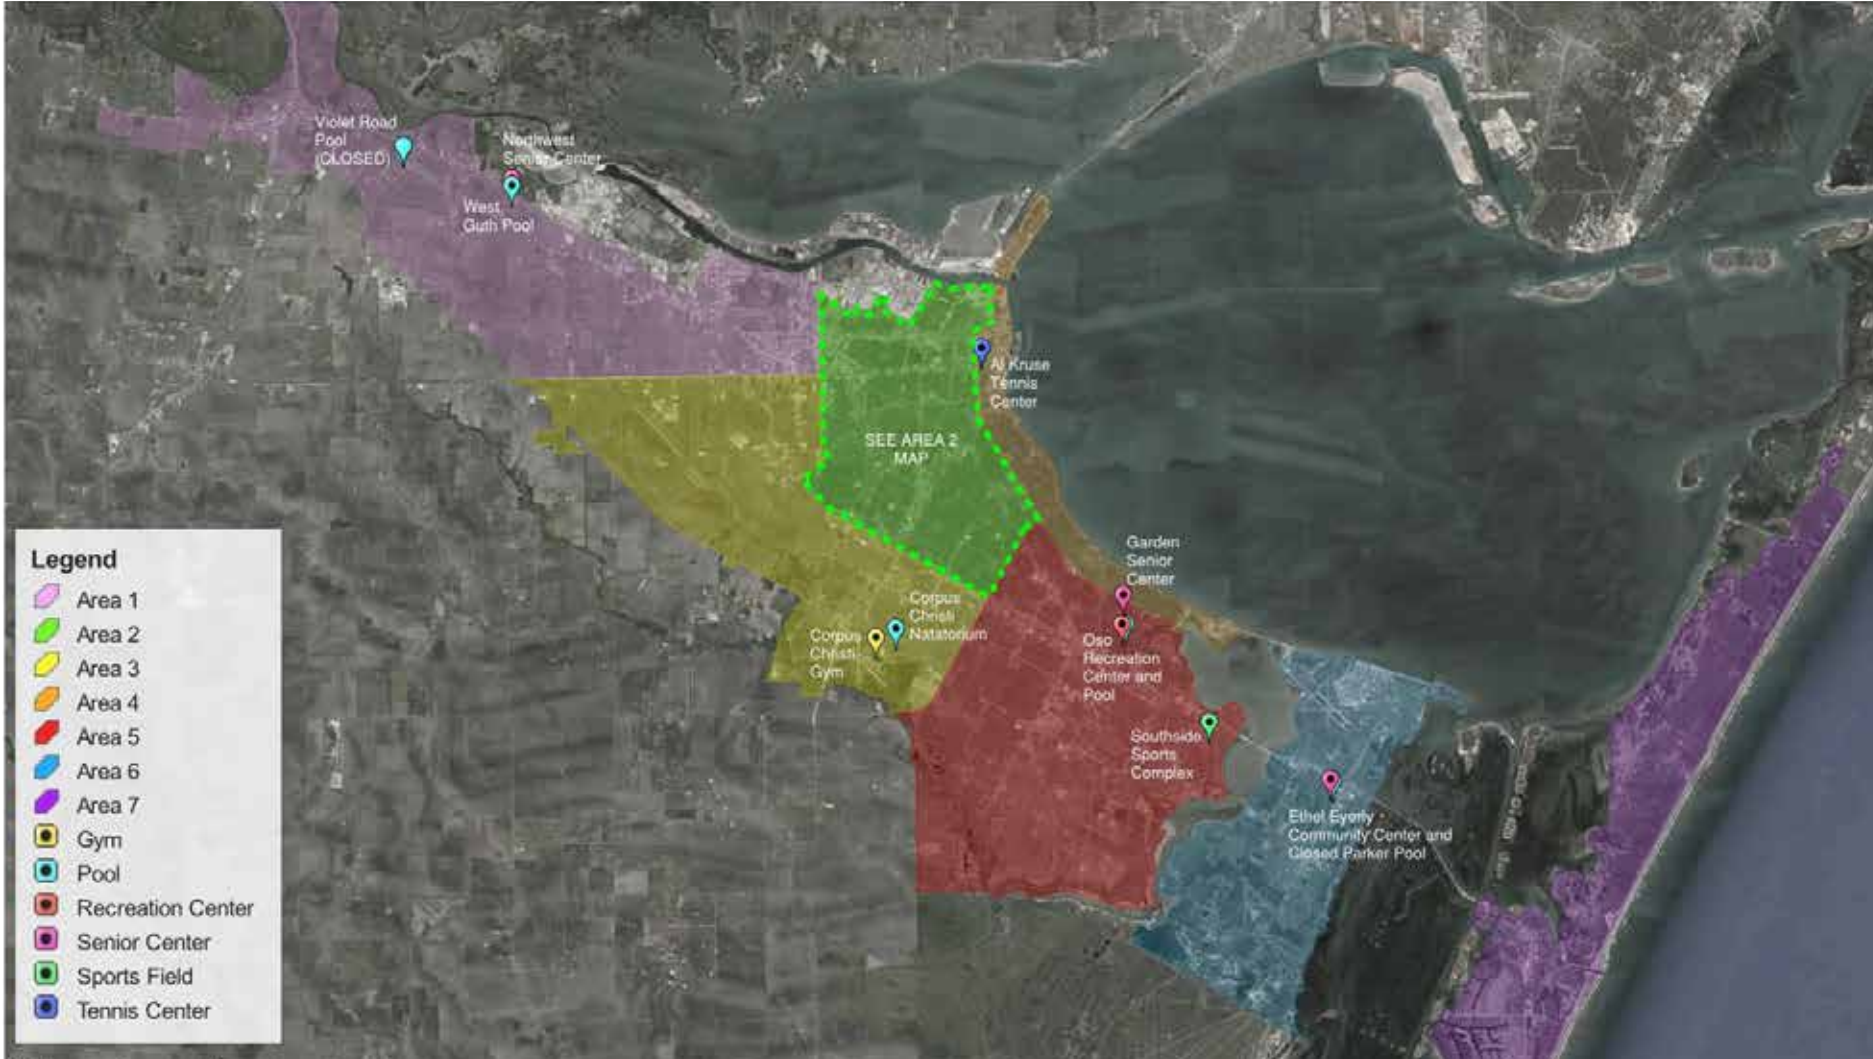 Violet Road
Pool
(CLOSED)
Northwest
Senior Center
West
Guth Pool
Al Kruse
Tennis
Center
SEE AREA 2
MAP
Garden
Senior
Center
Corpus
Christi
Natatorium
Corpus
Christi
Gym
Oso
Recreation
Center and
Pool
Southside
Sports
Complex
Ethel Eyerly
Community Center and
Closed Parker Pool
Legend
Area 1
Area 2
Area 3
Area 4
Area 5
Area 6
Area 7
Gym
Pool
Recreation Center
Senior Center
Sports Field
Tennis Center